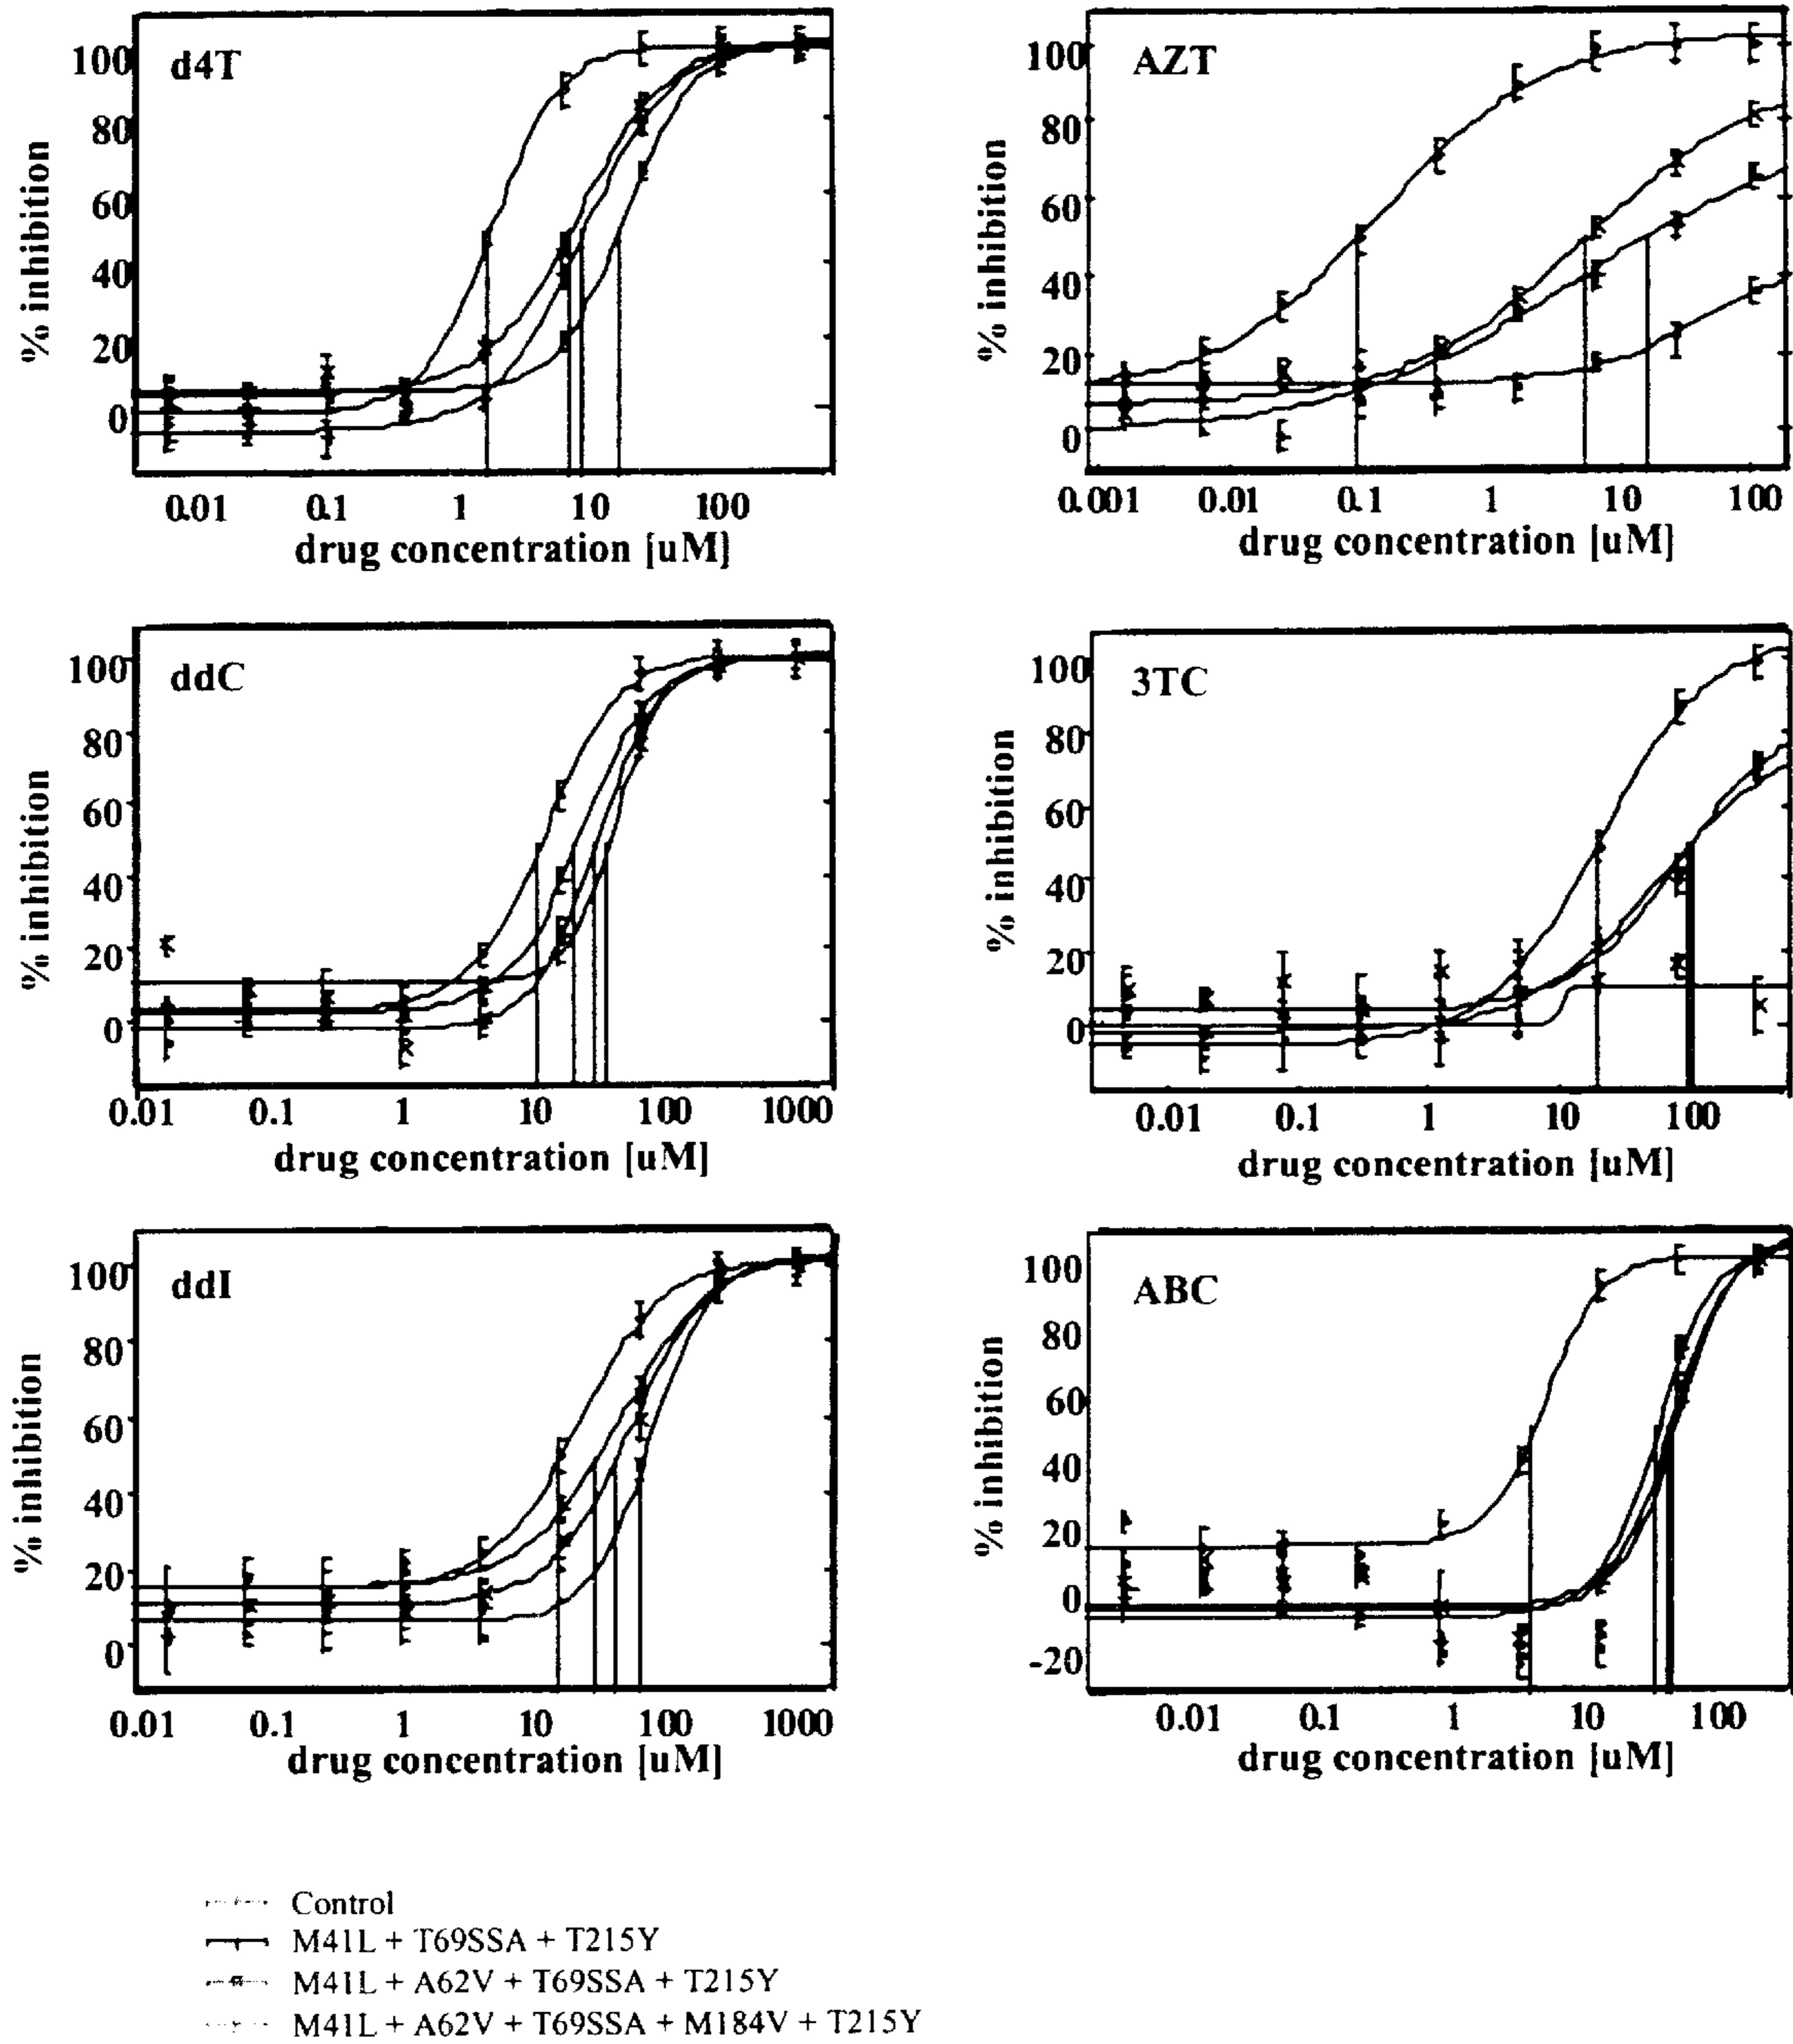 d4T
% inhibition
100
80
60
40
20
0
0.01 0.1 1 10 100
drug concentration [uM]
AZT
% inhibition
100
80
60
40
20
0
0.001 0.01 0.1 1 10 100
drug concentration [uM]
ddC
% inhibition
100
80
60
40
20
0
0.01 0.1 1 10 100 1000
drug concentration [uM]
3TC
% inhibition
100
80
60
40
20
0
0.01 0.1 1 10 100
drug concentration [uM]
ddI
% inhibition
100
80
60
40
20
0
0.01 0.1 1 10 100 1000
drug concentration [uM]
ABC
% inhibition
100
80
60
40
20
0
-20
0.01 0.1 1 10 100
drug concentration [uM]
Control
M41L + T69SSA + T215Y
M41L + A62V + T69SSA + T215Y
M41L + A62V + T69SSA + M184V + T215Y